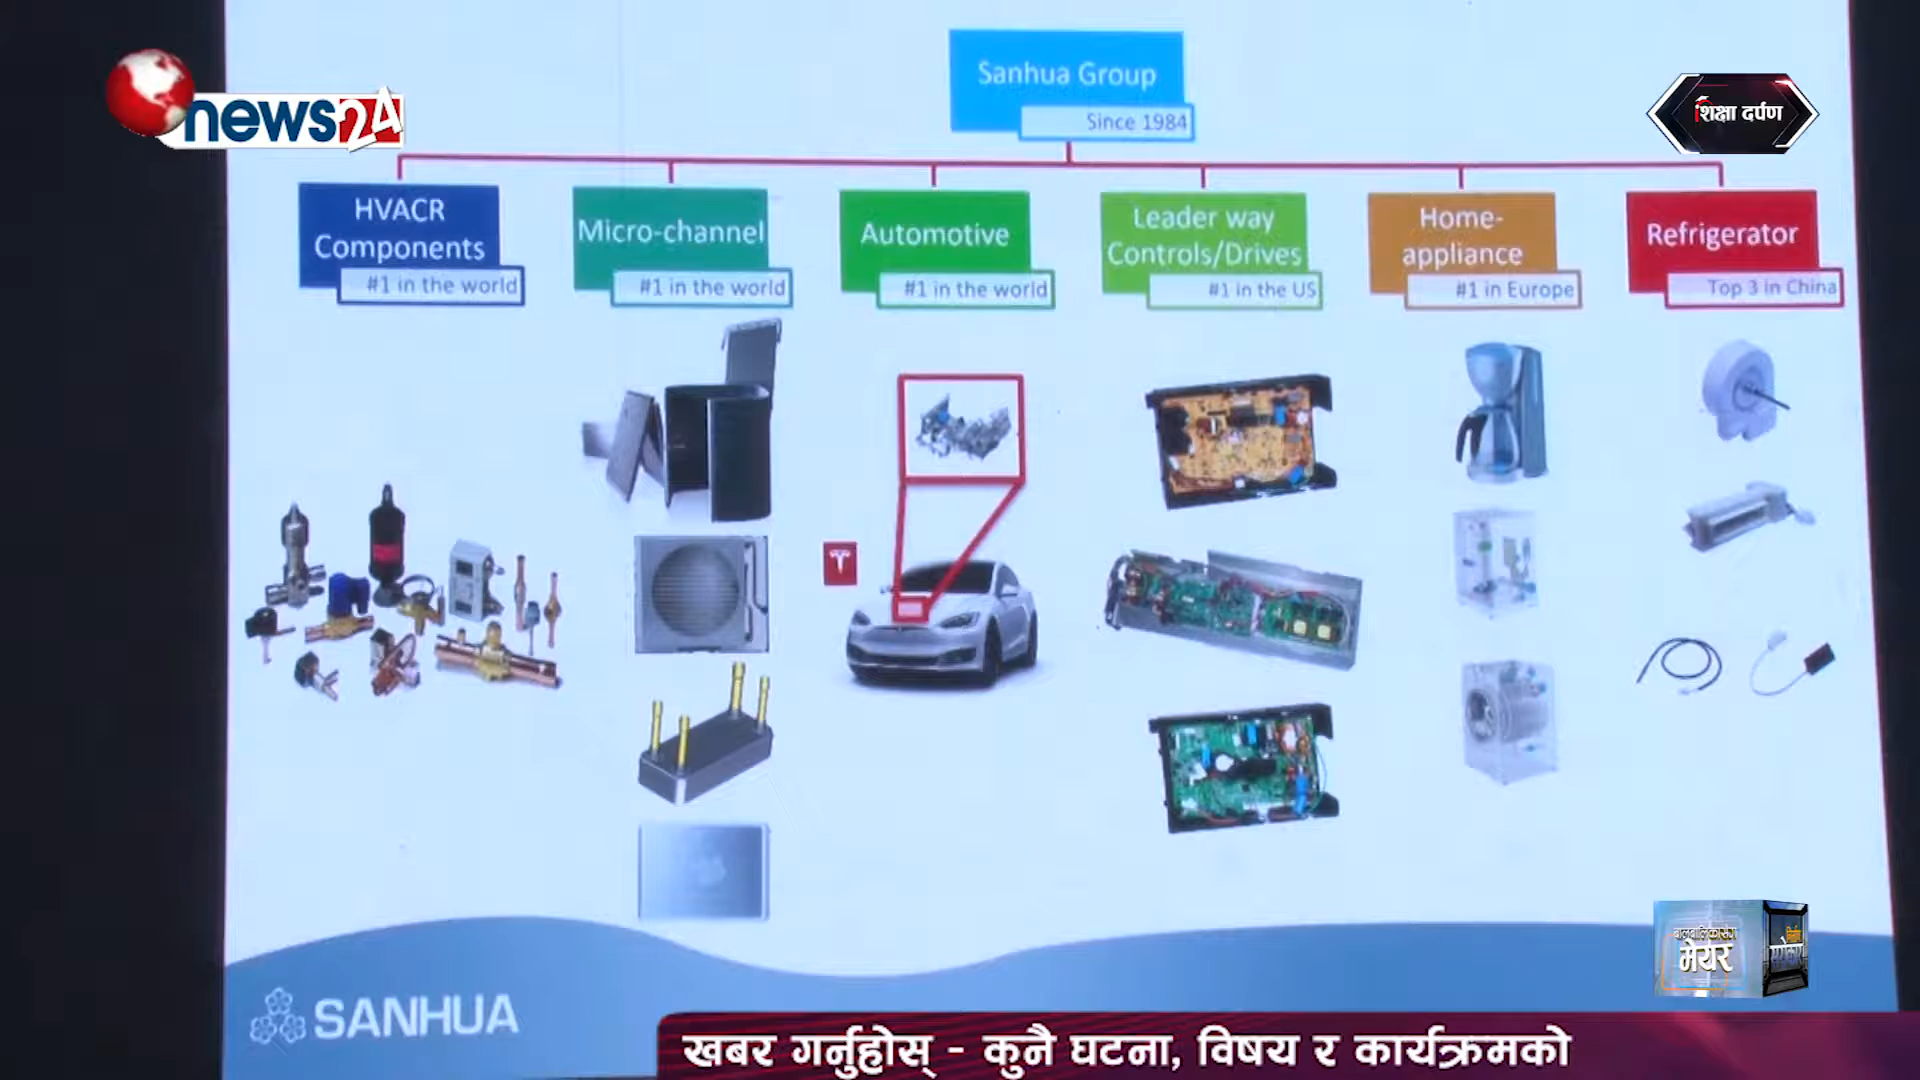 Sanhua Group
Since 1984
news24
शिक्षा दर्पण
HVACR
Components
#1 in the world
Micro-channel
#1 in the world
Automotive
#1 in the world
Leader way
Controls/Drives
#1 in the US
Home-
appliance
#1 in Europe
Refrigerator
Top 3 in China
T
मेयर
SANHUA
खबर गर्नुहोस् - कुनै घटना, विषय र कार्यक्रमको